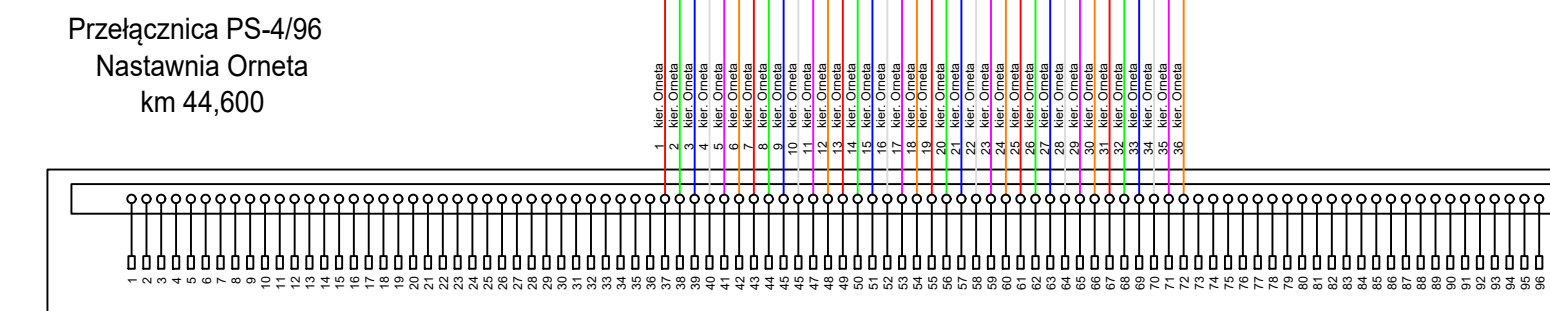 Przełącznica PS-4/96
Nastawnia Orneta
km 44,600
1 kier. Orneta
2 kier. Orneta
3 kier. Orneta
4 kier. Orneta
5 kier. Orneta
6 kier. Orneta
7 kier. Orneta
8 kier. Orneta
9 kier. Orneta
10 kier. Orneta
11 kier. Orneta
12 kier. Orneta
13 kier. Orneta
14 kier. Orneta
15 kier. Orneta
16 kier. Orneta
17 kier. Orneta
18 kier. Orneta
19 kier. Orneta
20 kier. Orneta
21 kier. Orneta
22 kier. Orneta
23 kier. Orneta
24 kier. Orneta
25 kier. Orneta
26 kier. Orneta
27 kier. Orneta
28 kier. Orneta
29 kier. Orneta
30 kier. Orneta
31 kier. Orneta
32 kier. Orneta
33 kier. Orneta
34 kier. Orneta
35 kier. Orneta
36 kier. Orneta
1 2 3 4 5 6 7 8 9 10 11 12 13 14 15 16 17 18 19 20 21 22 23 24 25 26 27 28 29 30 31 32 33 34 35 36 37 38 39 40 41 42 43 44 45 45 47 48 49 50 51 52 53 54 55 56 57 58 59 60 61 62 63 64 65 66 67 68 69 70 71 72 73 74 75 76 77 78 79 80 81 82 83 84 85 86 87 88 89 90 91 92 93 94 95 96